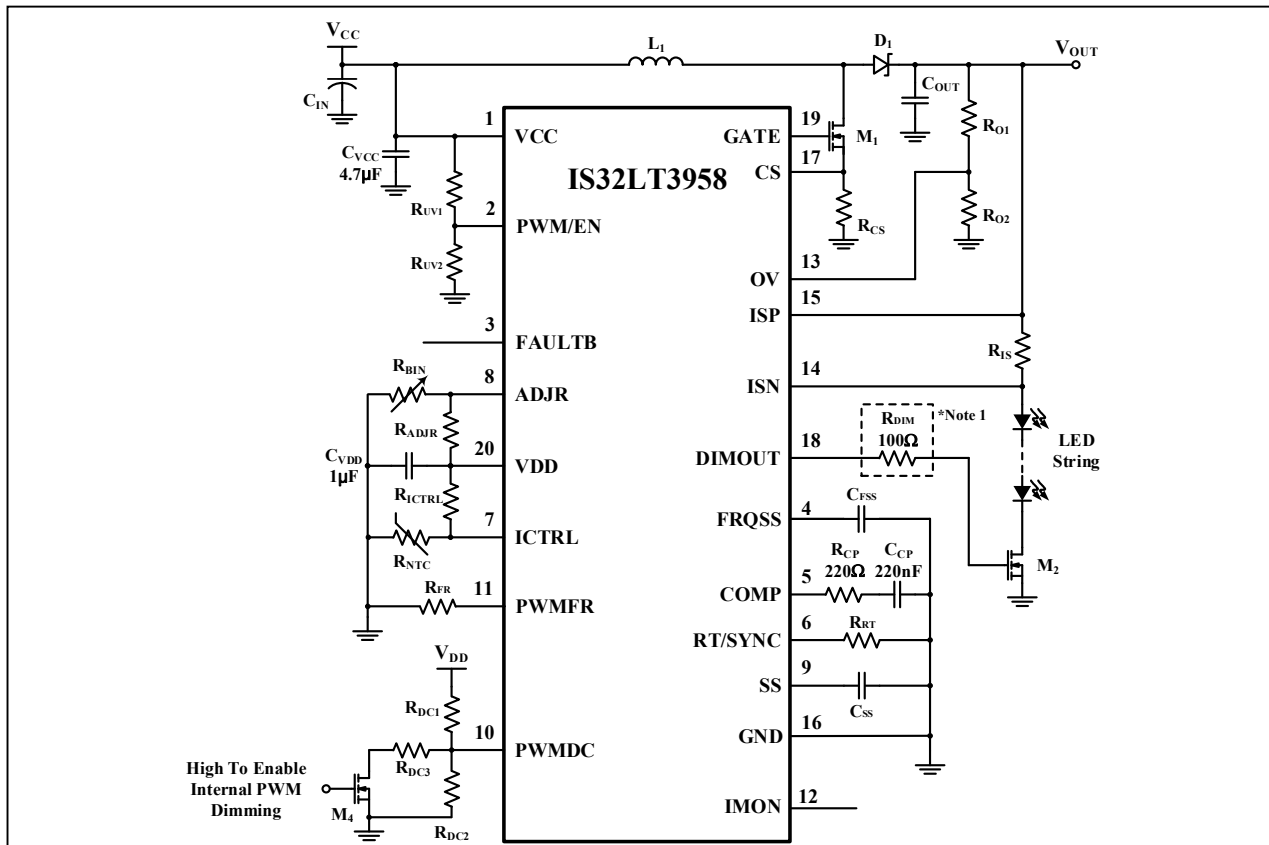 VCC
L1
D1
VOUT
CIN
COUT
1
VCC
CVCC
4.7µF
RUV1
2
PWM/EN
RUV2
3
FAULTB
RBIN
8
ADJR
RADJR
20
VDD
CVDD
1µF
RICTRL
7
ICTRL
RNTC
RFR
11
PWMFR
VDD
RDC1
10
PWMDC
RDC3
High To Enable
Internal PWM
Dimming
M4
RDC2
IS32LT3958
19
GATE
M1
17
CS
RCS
RO1
RO2
13
OV
15
ISP
RIS
14
ISN
RDIM
100Ω
*Note 1
18
DIMOUT
LED
String
CFSS
4
FRQSS
RCP
220Ω
CCP
220nF
5
COMP
M2
6
RT/SYNC
RRT
9
SS
CSS
16
GND
12
IMON